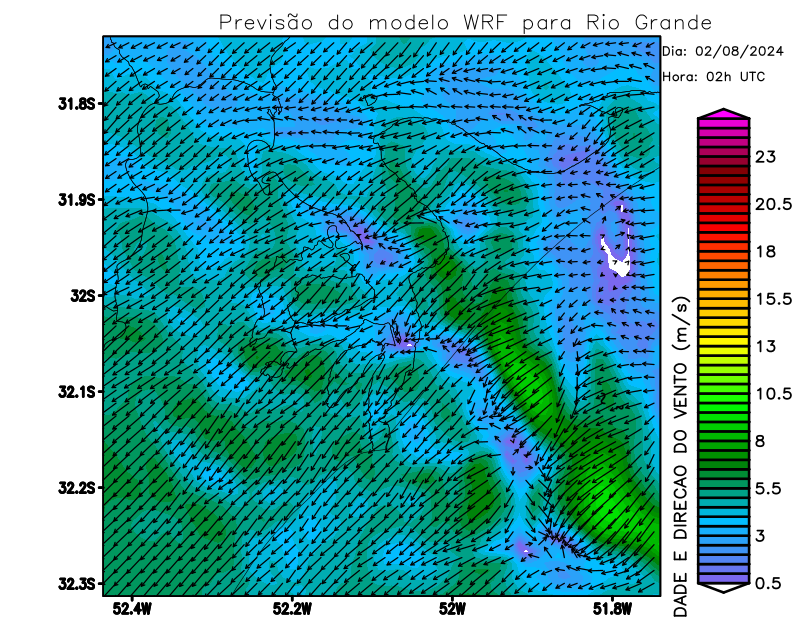 Previsão do modelo WRF para Rio Grande
Dia: 02/08/2024
Hora: 02h UTC
31.8S
31.9S
32S
32.1S
32.2S
32.3S
52.4W
52.2W
52W
51.8W
DADE E DIRECAO DO VENTO (m/s)
23
20.5
18
15.5
13
10.5
8
5.5
3
0.5